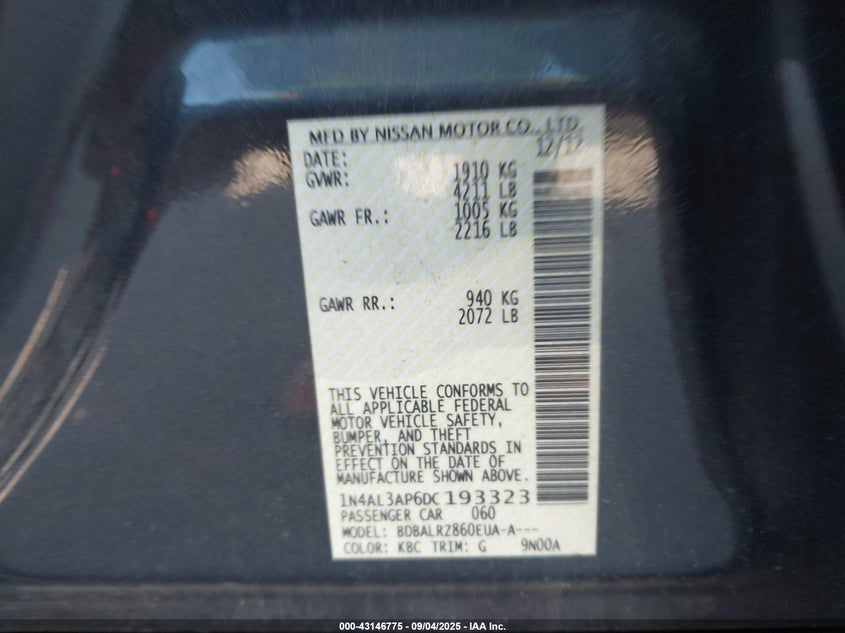 MFD BY NISSAN MOTOR CO., LTD.
DATE: 12/12
GVWR: 1910 KG
4211 LB
GAWR FR.: 1005 KG
2216 LB
GAWR RR.: 940 KG
2072 LB
THIS VEHICLE CONFORMS TO
ALL APPLICABLE FEDERAL
MOTOR VEHICLE SAFETY,
BUMPER, AND THEFT
PREVENTION STANDARDS IN
EFFECT ON THE DATE OF
MANUFACTURE SHOWN ABOVE.
1N4AL3AP6DC193323
PASSENGER CAR 060
MODEL: BDBALRZ860EUA-A---
COLOR: KBC TRIM: G 9N00A
000-43146775 - 09/04/2025 - IAA Inc.